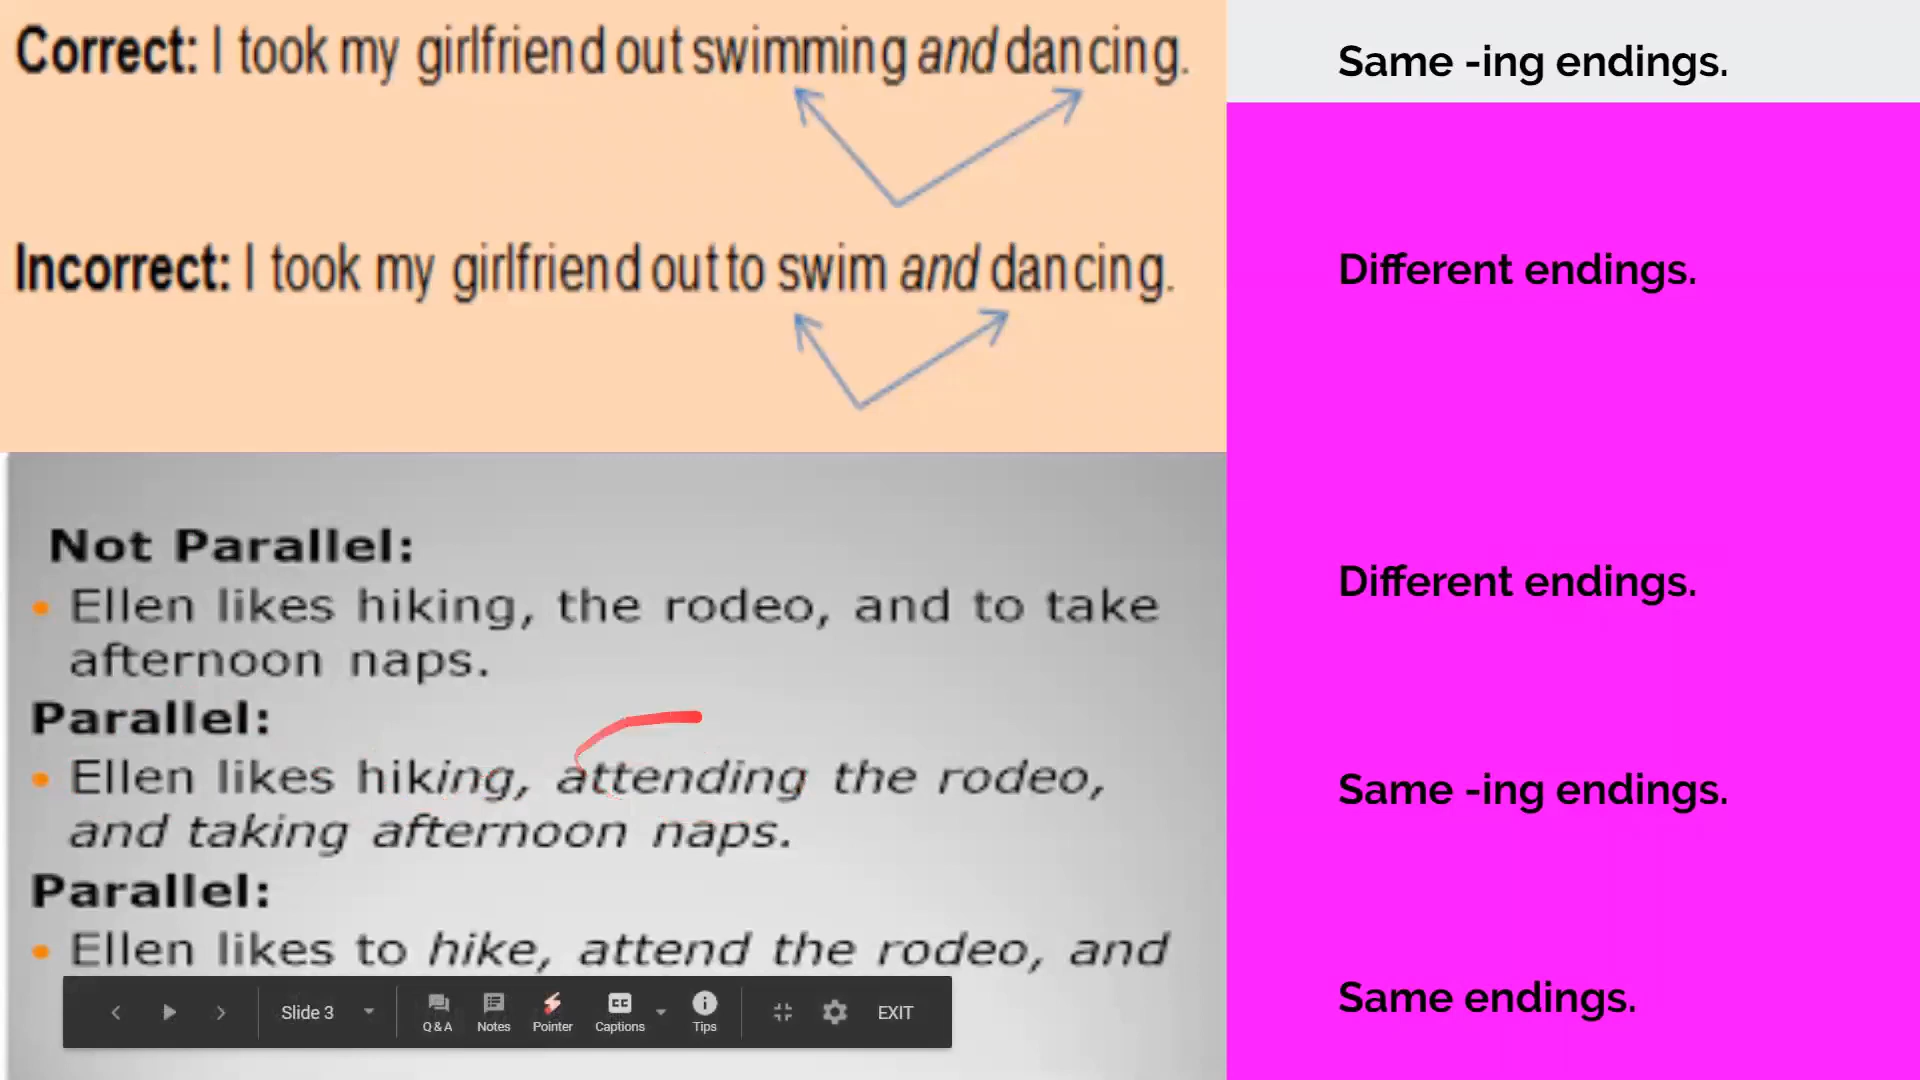 Correct: I took my girlfriend out swimming and dancing.
Same -ing endings.
Incorrect: I took my girlfriend out to swim and dancing.
Different endings.
Not Parallel:
• Ellen likes hiking, the rodeo, and to take
afternoon naps.
Different endings.
Parallel:
• Ellen likes hiking, attending the rodeo,
and taking afternoon naps.
Same -ing endings.
Parallel:
• Ellen likes to hike, attend the rodeo, and
Same endings.
Slide 3
Q & A
Notes
Pointer
CC
Captions
Tips
EXIT